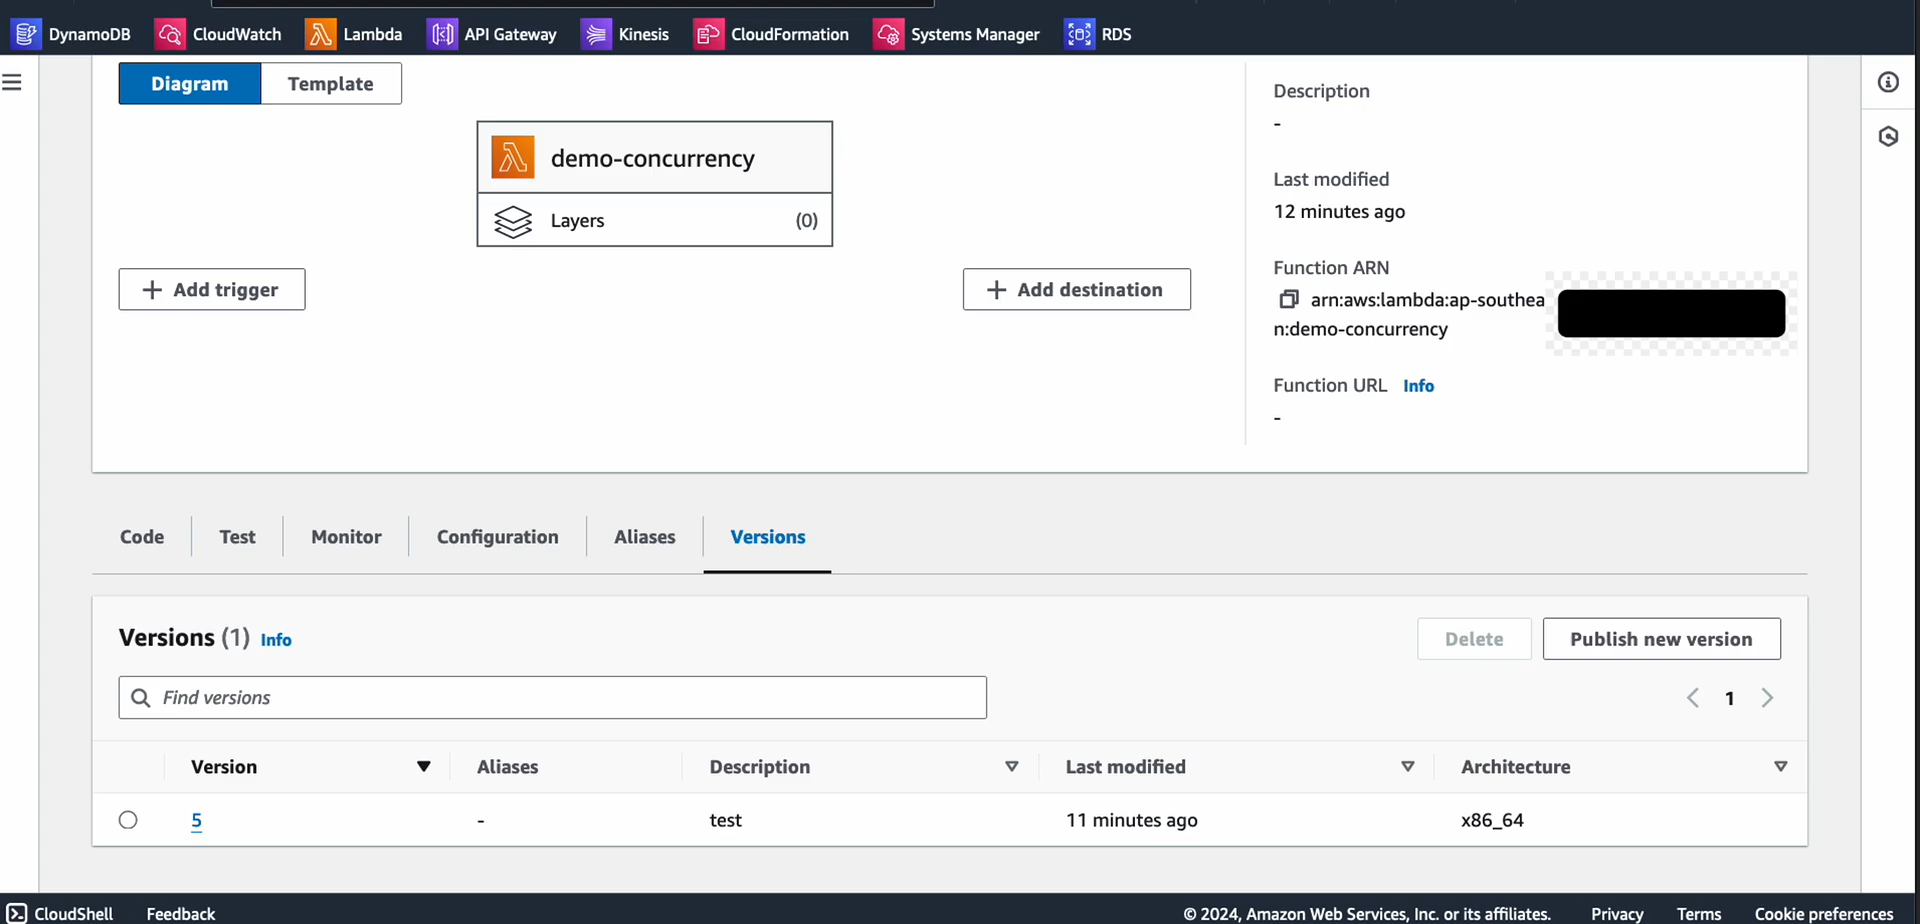 DynamoDB CloudWatch Lambda API Gateway Kinesis CloudFormation Systems Manager RDS
Diagram Template
demo-concurrency
Layers (0)
Add trigger
Add destination
Description
-
Last modified
12 minutes ago
Function ARN
arn:aws:lambda:ap-southea
n:demo-concurrency
Function URL Info
-
Code Test Monitor Configuration Aliases Versions
Versions (1) Info
Delete Publish new version
Find versions
1
Version Aliases Description Last modified Architecture
5 - test 11 minutes ago x86_64
CloudShell Feedback © 2024, Amazon Web Services, Inc. or its affiliates. Privacy Terms Cookie preferences